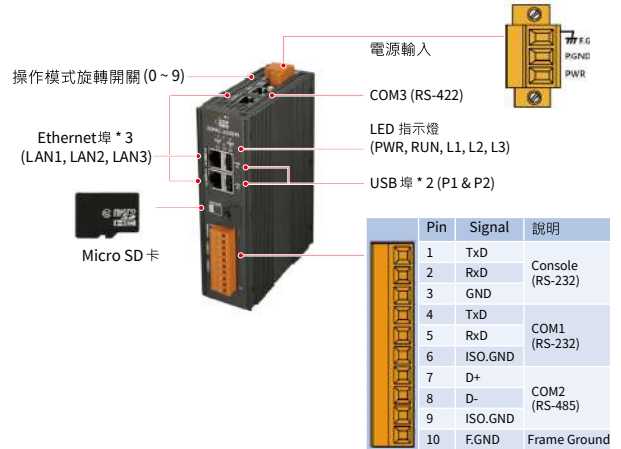 電源輸入
F.G
P.GND
PWR
操作模式旋轉開關 (0 ~ 9)
COM3 (RS-422)
Ethernet埠 * 3
(LAN1, LAN2, LAN3)
LED 指示燈
(PWR, RUN, L1, L2, L3)
USB 埠 * 2 (P1 & P2)
Micro SD 卡
Pin Signal 說明
1 TxD
2 RxD
3 GND
Console
(RS-232)
4 TxD
5 RxD
6 ISO.GND
COM1
(RS-232)
7 D+
8 D-
9 ISO.GND
COM2
(RS-485)
10 F.GND Frame Ground